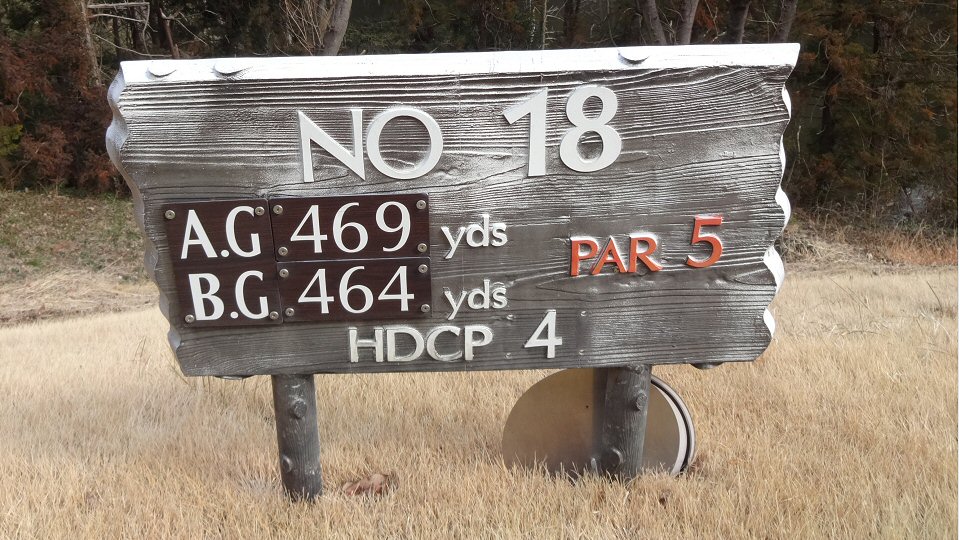 NO 18
A.G 469 yds
B.G 464 yds
PAR 5
HDCP 4